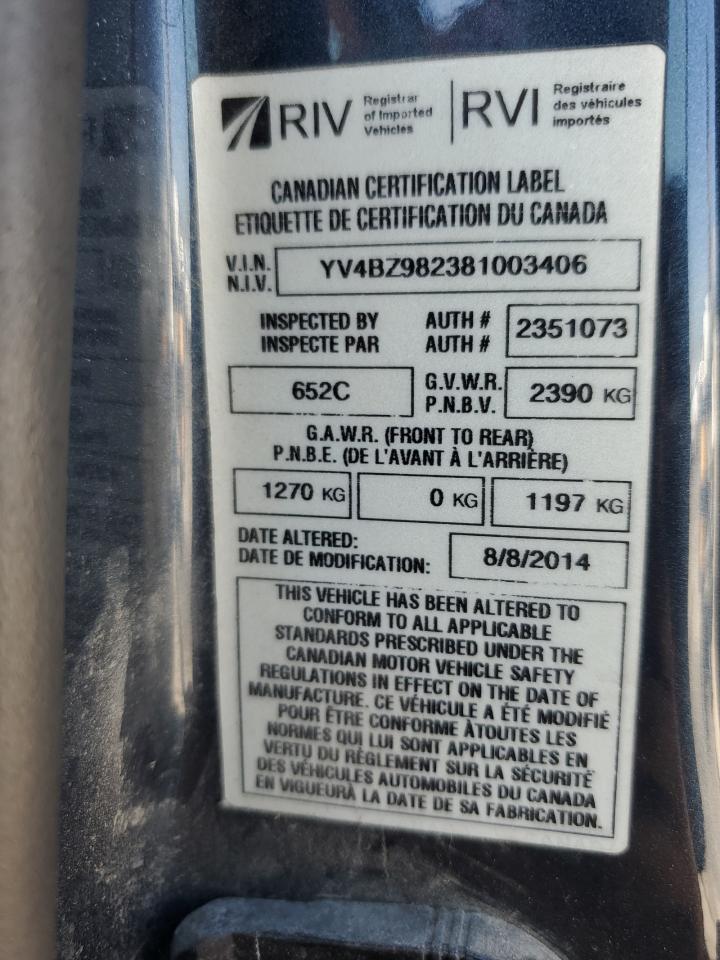 RIV Registrar of Imported Vehicles | RVI Registraire des véhicules importés
CANADIAN CERTIFICATION LABEL
ETIQUETTE DE CERTIFICATION DU CANADA
V.I.N. N.I.V. YV4BZ982381003406
INSPECTED BY AUTH # 2351073
INSPECTE PAR AUTH #
652C G.V.W.R. P.N.B.V. 2390 KG
G.A.W.R. (FRONT TO REAR)
P.N.B.E. (DE L'AVANT À L'ARRIÈRE)
1270 KG 0 KG 1197 KG
DATE ALTERED:
DATE DE MODIFICATION: 8/8/2014
THIS VEHICLE HAS BEEN ALTERED TO
CONFORM TO ALL APPLICABLE
STANDARDS PRESCRIBED UNDER THE
CANADIAN MOTOR VEHICLE SAFETY
REGULATIONS IN EFFECT ON THE DATE OF
MANUFACTURE. CE VÉHICULE A ÉTÉ MODIFIÉ
POUR ÊTRE CONFORME ÀTOUTES LES
NORMES QUI LUI SONT APPLICABLES EN
VERTU DU RÈGLEMENT SUR LA SÉCURITÉ
DES VÉHICULES AUTOMOBILES DU CANADA
EN VIGUEURÀ LA DATE DE SA FABRICATION.